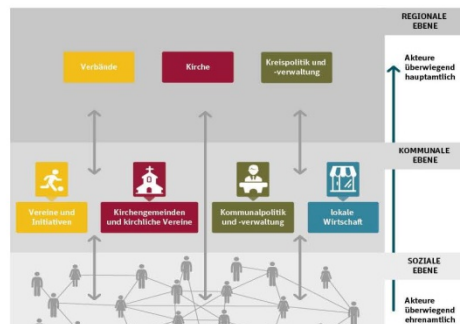 REGIONALE
EBENE
Verbände
Kirche
Kreispolitik und
-verwaltung
Akteure
überwiegend
hauptamtlich
KOMMUNALE
EBENE
Vereine und
Initiativen
Kirchengemeinden
und kirchliche Vereine
Kommunalpolitik
und -verwaltung
lokale
Wirtschaft
SOZIALE
EBENE
Akteure
überwiegend
ehrenamtlich